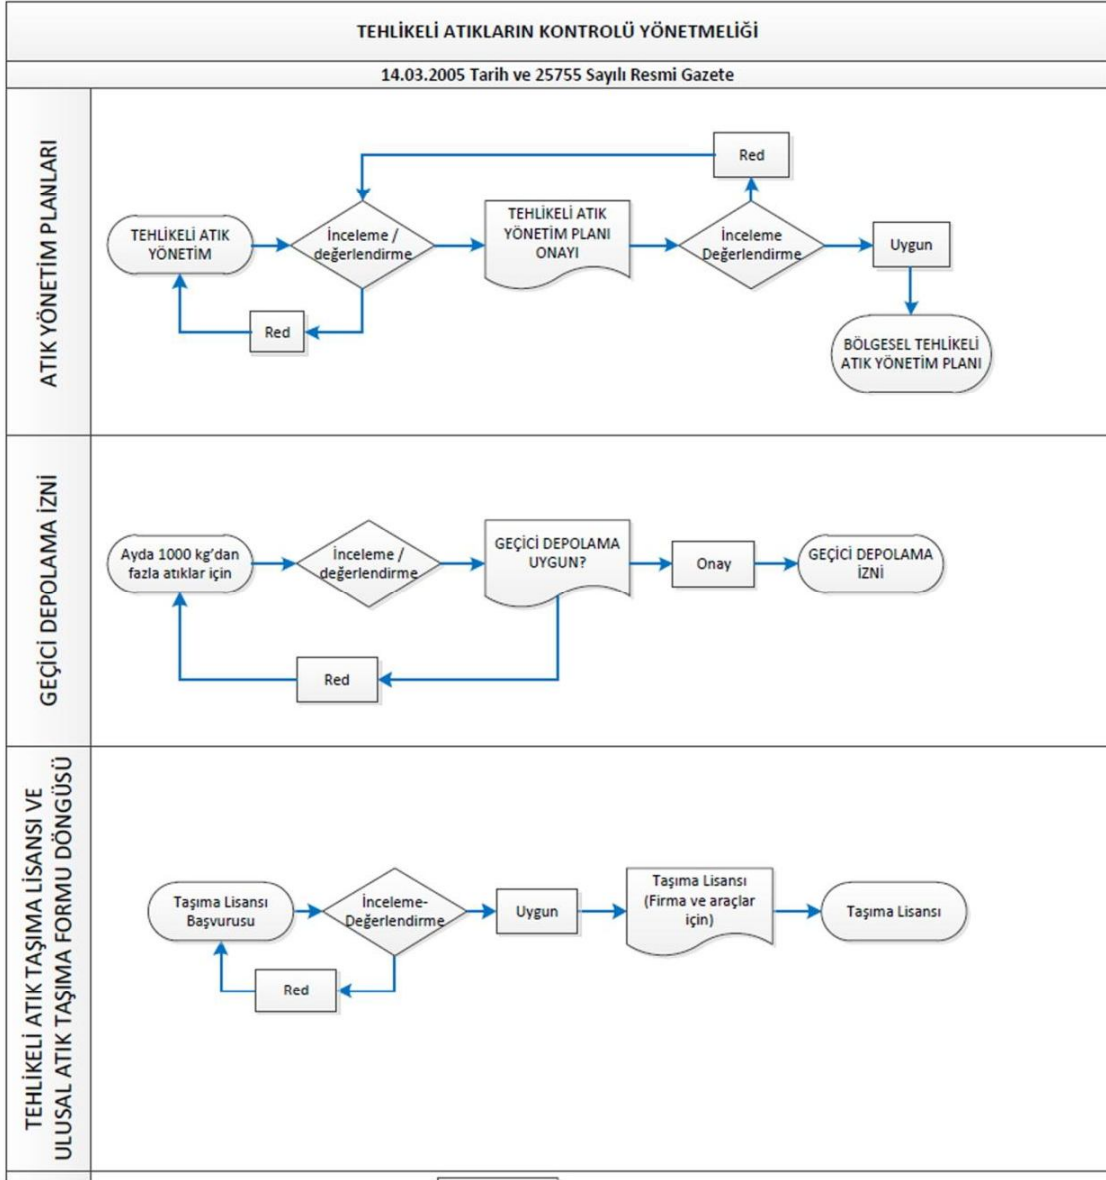 TEHLİKELİ ATIKLARIN KONTROLÜ YÖNETMELİĞİ
14.03.2005 Tarih ve 25755 Sayılı Resmi Gazete
ATIK YÖNETİM PLANLARI
TEHLİKELİ ATIK
YÖNETİM
İnceleme /
değerlendirme
Red
TEHLİKELİ ATIK
YÖNETİM PLANI
ONAYI
İnceleme
Değerlendirme
Red
Uygun
BÖLGESEL TEHLİKELİ
ATIK YÖNETİM PLANI
GEÇİCİ DEPOLAMA İZNİ
Ayda 1000 kg'dan
fazla atıklar için
İnceleme /
değerlendirme
GEÇİCİ DEPOLAMA
UYGUN?
Onay
GEÇİCİ DEPOLAMA
İZNİ
Red
TEHLİKELİ ATIK TAŞIMA LİSANSI VE
ULUSAL ATIK TAŞIMA FORMU DÖNGÜSÜ
Taşıma Lisansı
Başvurusu
İnceleme-
Değerlendirme
Uygun
Taşıma Lisansı
(Firma ve araçlar
için)
Taşıma Lisansı
Red